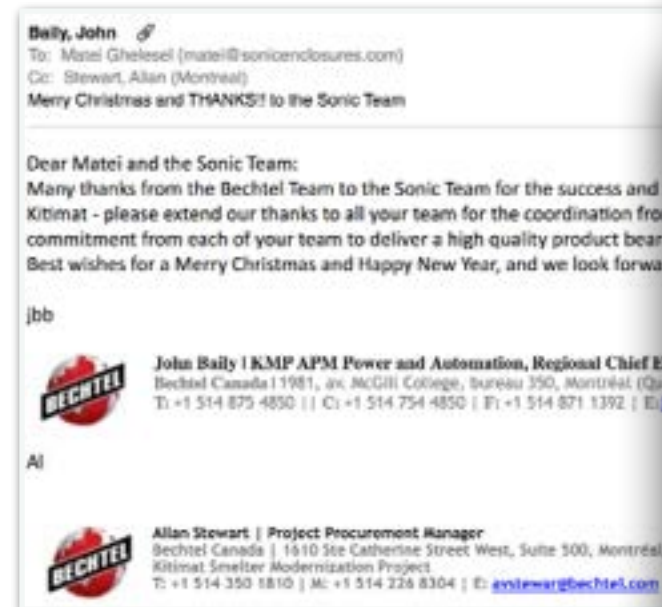 Baily, John
To: Matei Ghelesel (matei@sonicenclosures.com)
Cc: Stewart, Allan (Montreal)
Merry Christmas and THANKS!! to the Sonic Team
Dear Matei and the Sonic Team:
Many thanks from the Bechtel Team to the Sonic Team for the success and
Kitimat - please extend our thanks to all your team for the coordination fro
commitment from each of your team to deliver a high quality product bear
Best wishes for a Merry Christmas and Happy New Year, and we look forwa
jbb
BECHTEL
John Baily | KMP APM Power and Automation, Regional Chief E
Bechtel Canada | 1981, av. McGill College, bureau 350, Montréal (Qu
T: +1 514 875 4850 || C: +1 514 754 4850 | F: +1 514 871 1392 | E:
Al
BECHTEL
Allan Stewart | Project Procurement Manager
Bechtel Canada | 1610 Ste Catherine Street West, Suite 500, Montréal
Kitimat Smelter Modernization Project
T: +1 514 350 1810 | M: +1 514 226 8304 | E: avstewar@bechtel.com